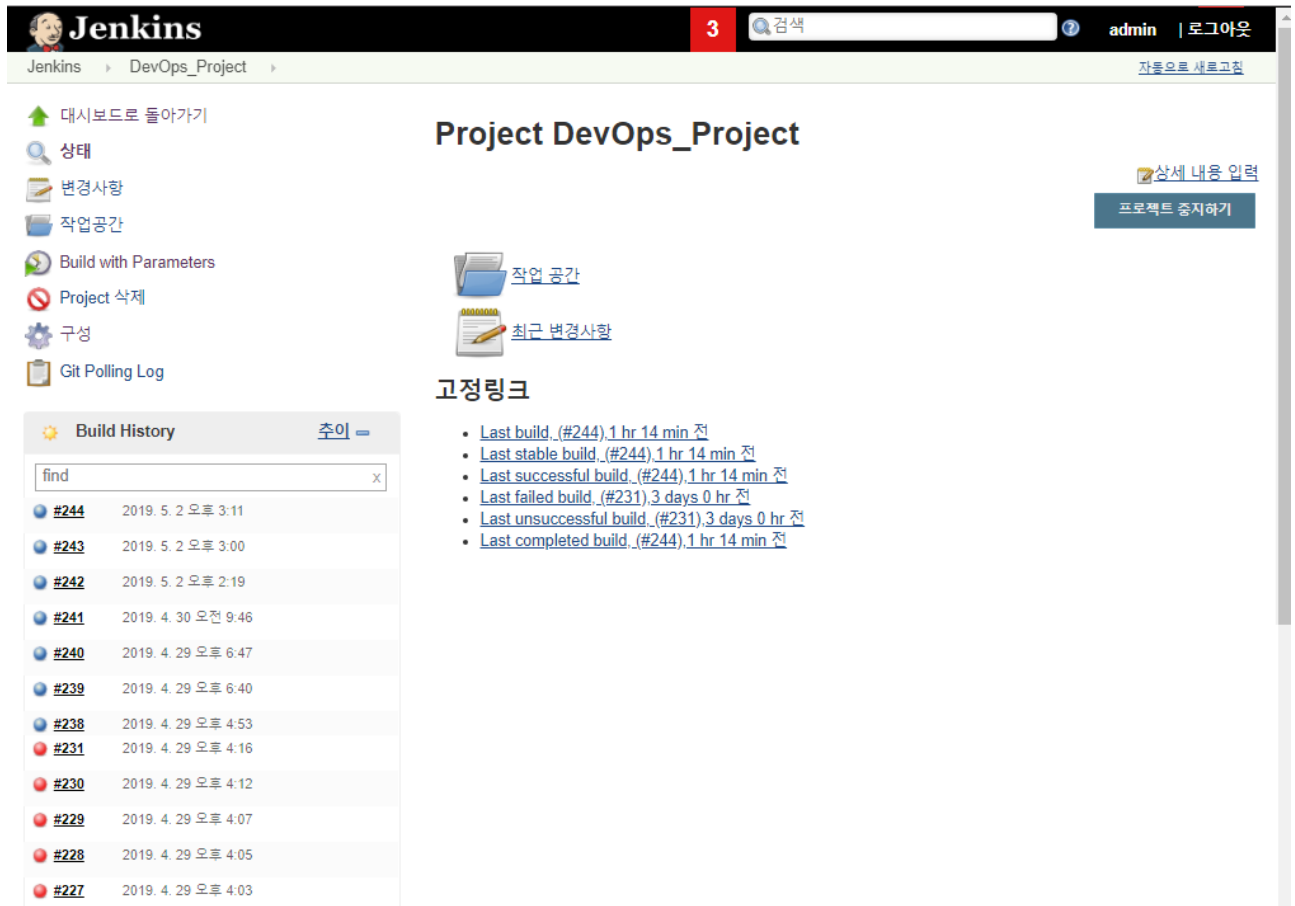 Jenkins
3
검색
admin | 로그아웃
Jenkins DevOps_Project
자동으로 새로고침
대시보드로 돌아가기
상태
변경사항
작업공간
Build with Parameters
Project 삭제
구성
Git Polling Log
Build History 추이
find x
#244 2019. 5. 2 오후 3:11
#243 2019. 5. 2 오후 3:00
#242 2019. 5. 2 오후 2:19
#241 2019. 4. 30 오전 9:46
#240 2019. 4. 29 오후 6:47
#239 2019. 4. 29 오후 6:40
#238 2019. 4. 29 오후 4:53
#231 2019. 4. 29 오후 4:16
#230 2019. 4. 29 오후 4:12
#229 2019. 4. 29 오후 4:07
#228 2019. 4. 29 오후 4:05
#227 2019. 4. 29 오후 4:03
Project DevOps_Project
상세 내용 입력
프로젝트 중지하기
작업 공간
최근 변경사항
고정링크
Last build, (#244),1 hr 14 min 전
Last stable build, (#244),1 hr 14 min 전
Last successful build, (#244),1 hr 14 min 전
Last failed build, (#231),3 days 0 hr 전
Last unsuccessful build, (#231),3 days 0 hr 전
Last completed build, (#244),1 hr 14 min 전